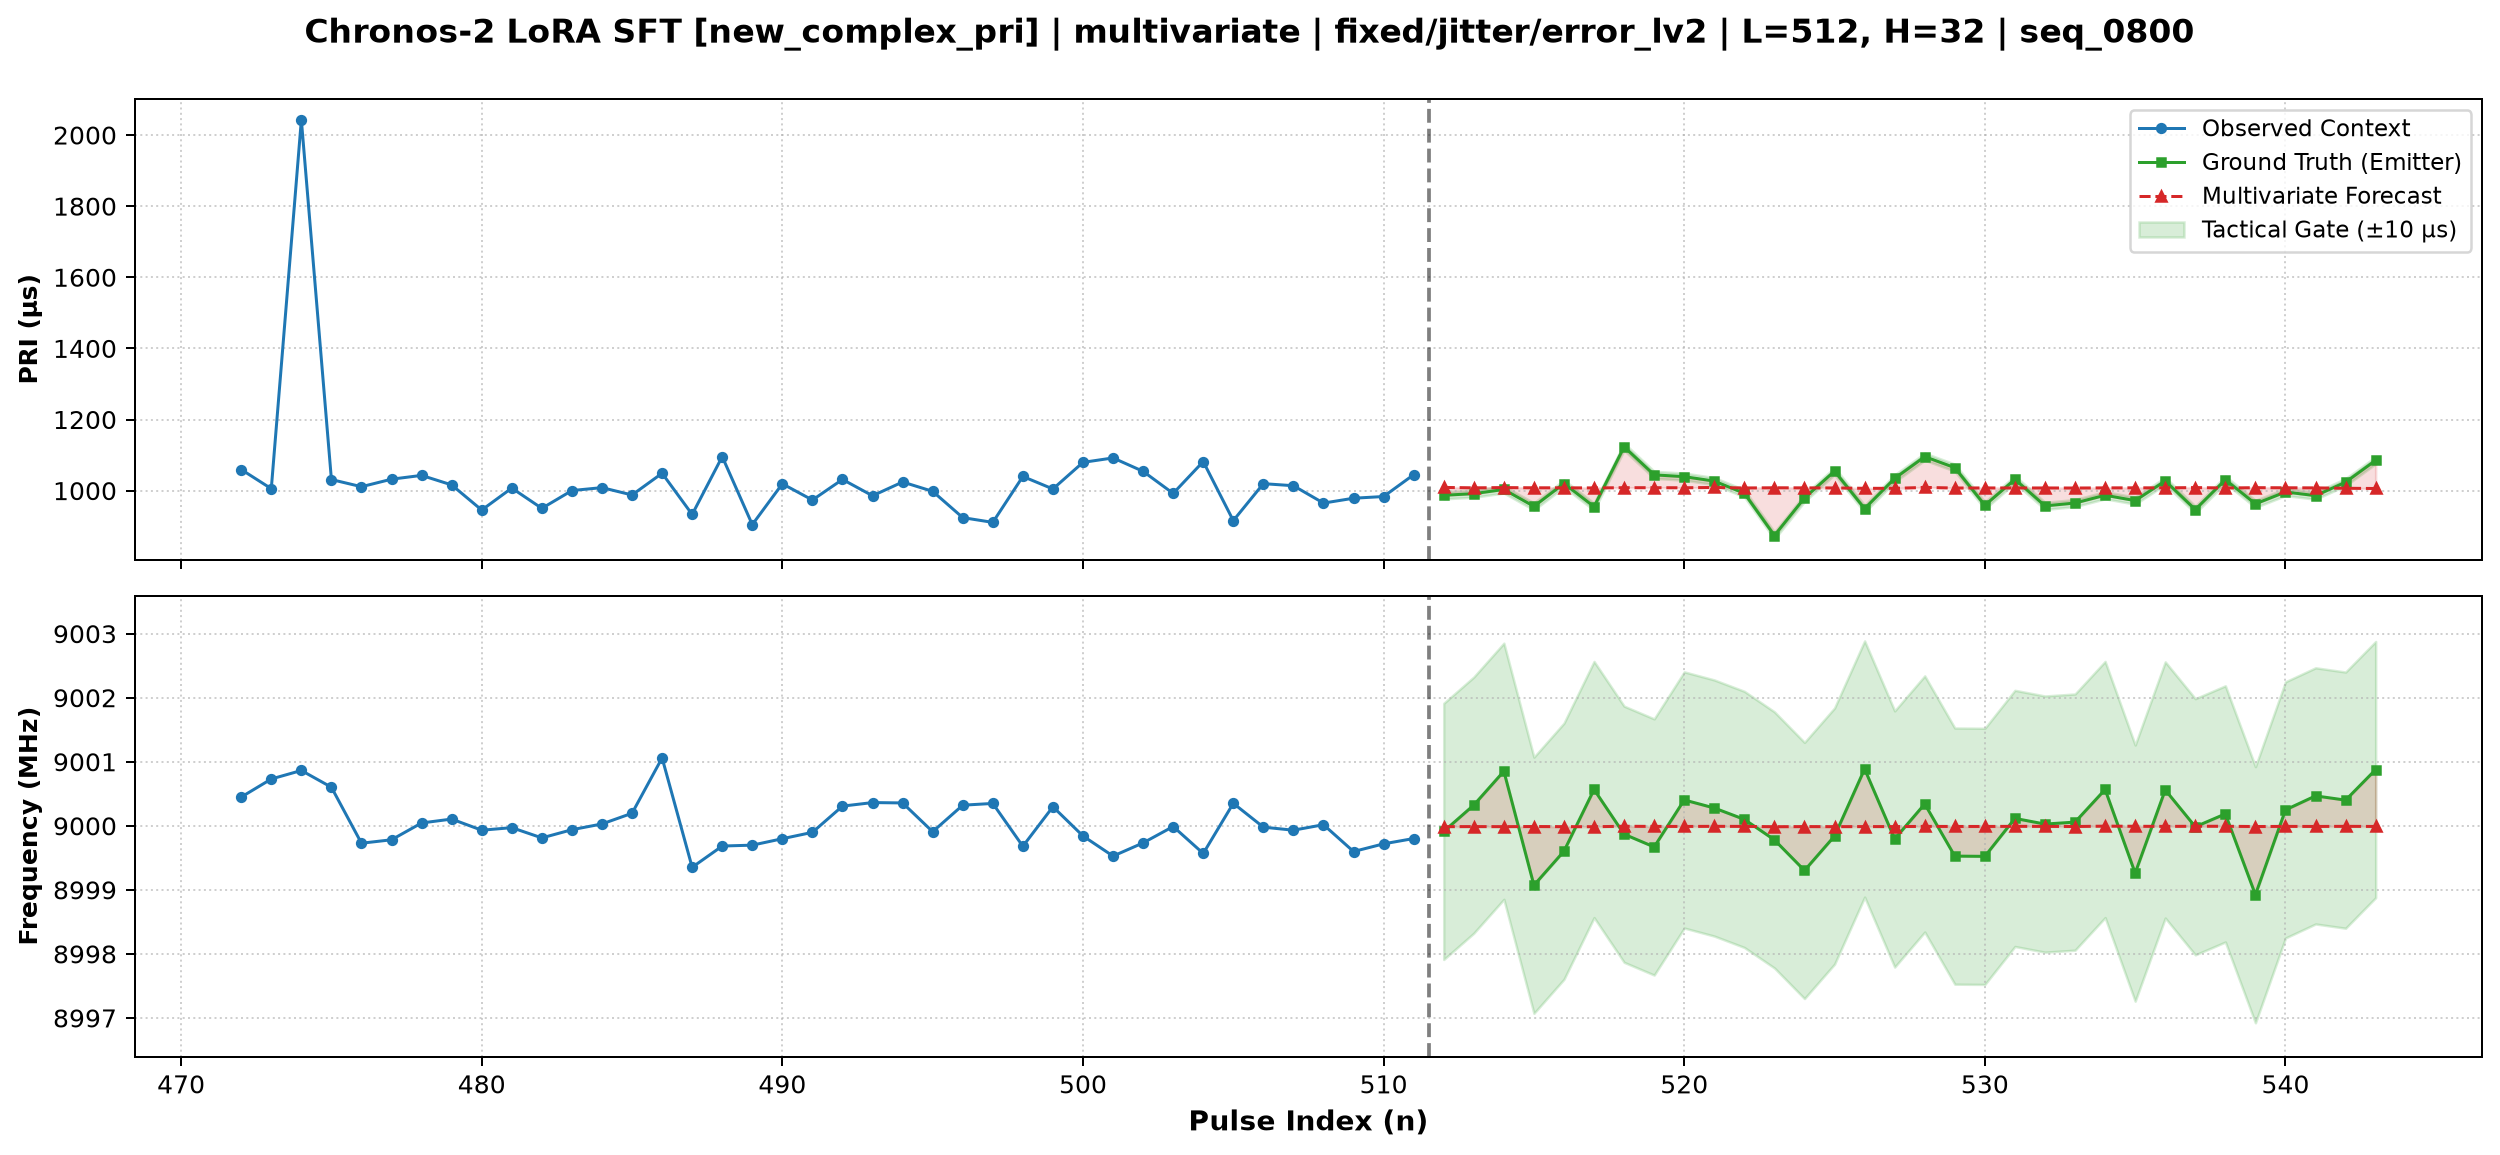 Chronos-2 LoRA SFT [new_complex_pri] | multivariate | fixed/jitter/error_lv2 | L=512, H=32 | seq_0800
PRI (µs)
2000
1800
1600
1400
1200
1000
Observed Context
Ground Truth (Emitter)
Multivariate Forecast
Tactical Gate (±10 µs)
Frequency (MHz)
9003
9002
9001
9000
8999
8998
8997
470 480 490 500 510 520 530 540
Pulse Index (n)